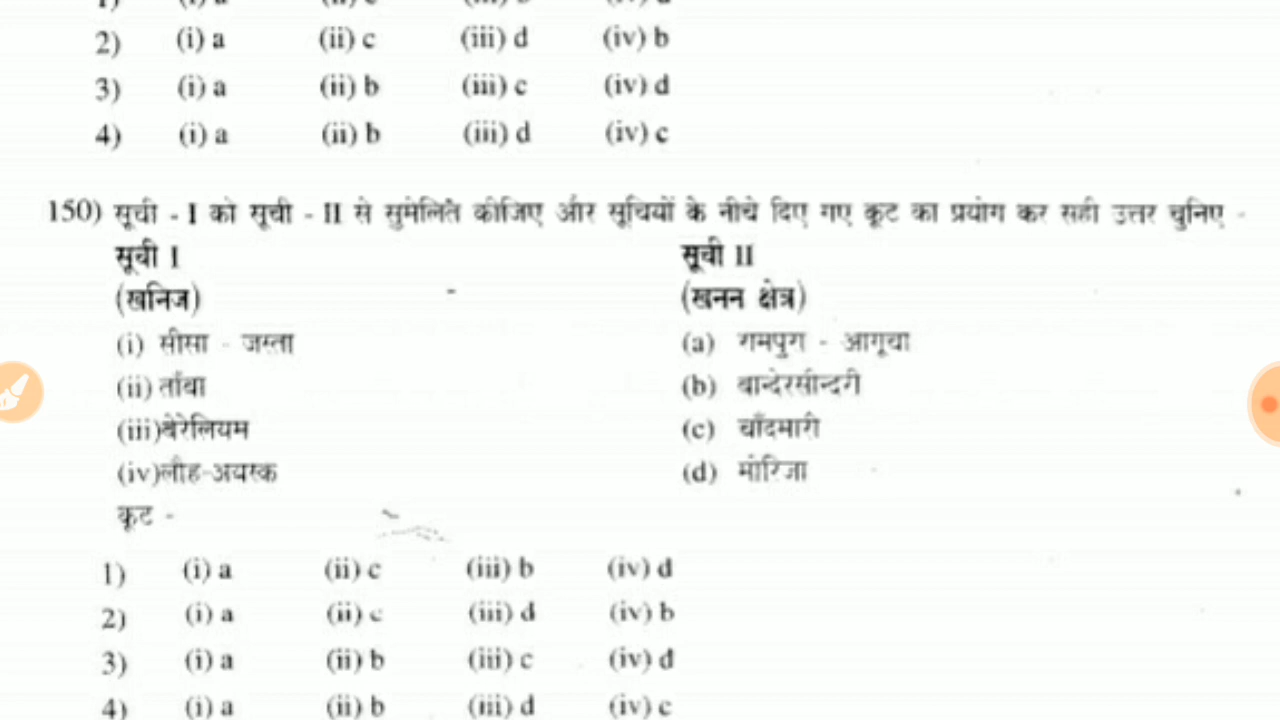 2) (i) a (ii) c (iii) d (iv) b
3) (i) a (ii) b (iii) c (iv) d
4) (i) a (ii) b (iii) d (iv) c
150) सूची - I को सूची - II से सुमेलित कीजिए और सूचियों के नीचे दिए गए कूट का प्रयोग कर सही उत्तर चुनिए -
सूची I सूची II
(खनिज) (खनन क्षेत्र)
(i) सीसा - जस्ता (a) रामपुरा - आगूचा
(ii) ताँबा (b) बान्देरसीन्दरी
(iii) बेरेलियम (c) चाँदमारी
(iv) लौह-अयस्क (d) मोरिजा
कूट -
1) (i) a (ii) c (iii) b (iv) d
2) (i) a (ii) c (iii) d (iv) b
3) (i) a (ii) b (iii) c (iv) d
4) (i) a (ii) b (iii) d (iv) c